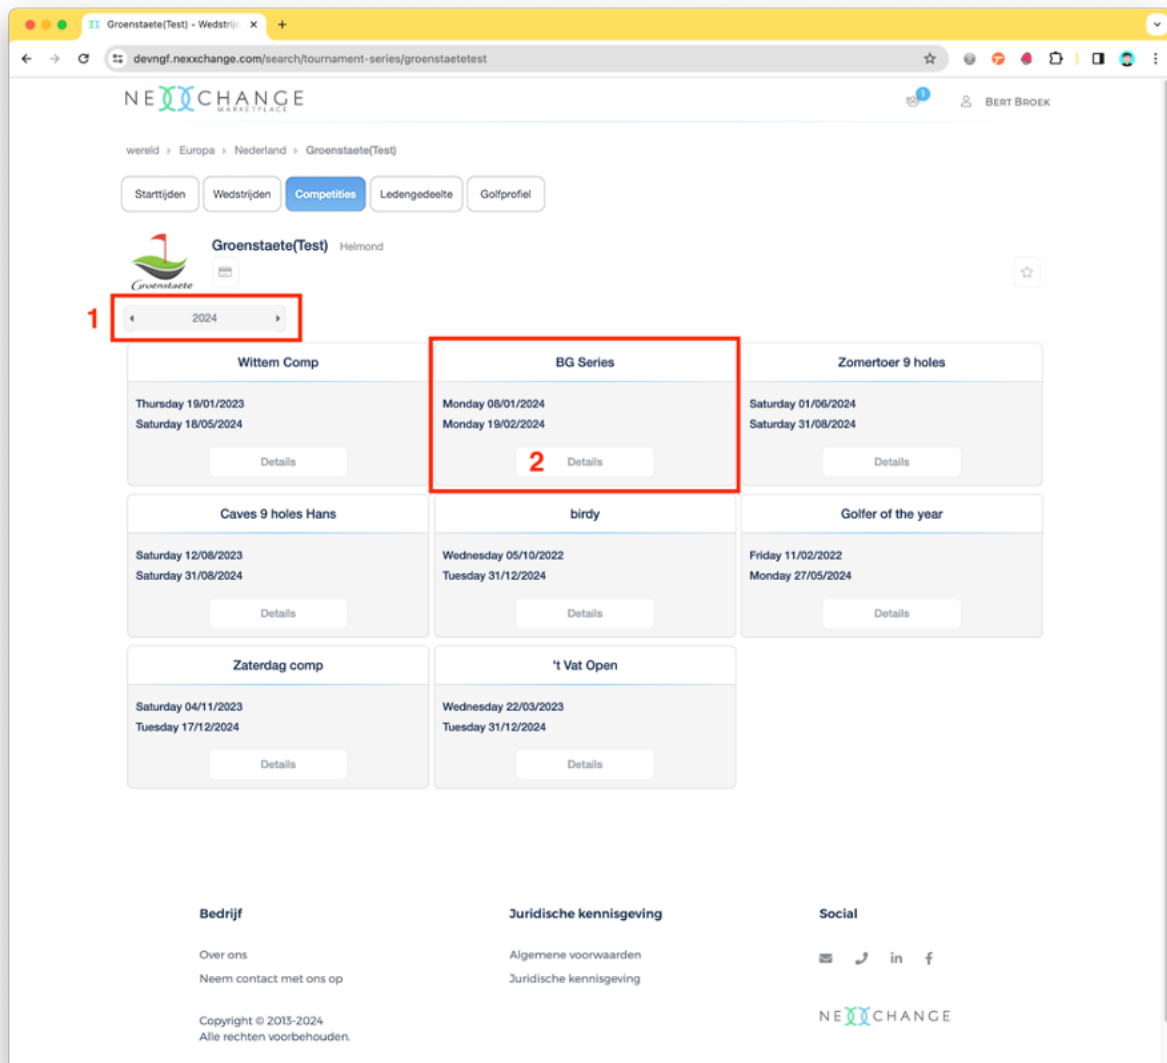 Groenstaete(Test) - Wedstrijd
devngf.nexxchange.com/search/tournament-series/groenstaetetest
NEXXCHANGE
MARKETPLACE
1
BERT BROEK
wereld Europa Nederland Groenstaete(Test)
Starttijden Wedstrijden Competities Ledengedeelte Golfprofiel
Groenstaete(Test) Helmond
Groenstaete
1 2024
Wittem Comp BG Series Zomertoer 9 holes
Thursday 19/01/2023 Monday 08/01/2024 Saturday 01/06/2024
Saturday 18/05/2024 Monday 19/02/2024 Saturday 31/08/2024
Details 2 Details Details
Caves 9 holes Hans birdy Golfer of the year
Saturday 12/08/2023 Wednesday 05/10/2022 Friday 11/02/2022
Saturday 31/08/2024 Tuesday 31/12/2024 Monday 27/05/2024
Details Details Details
Zaterdag comp 't Vat Open
Saturday 04/11/2023 Wednesday 22/03/2023
Tuesday 17/12/2024 Tuesday 31/12/2024
Details Details
Bedrijf Juridische kennisgeving Social
Over ons Algemene voorwaarden
Neem contact met ons op Juridische kennisgeving
Copyright © 2013-2024
Alle rechten voorbehouden.
NEXXCHANGE